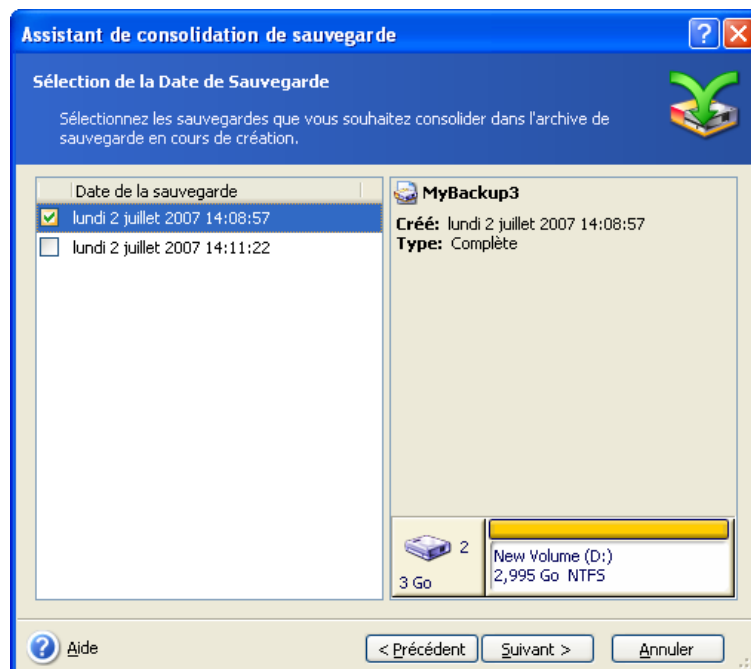 Assistant de consolidation de sauvegarde
Sélection de la Date de Sauvegarde
Sélectionnez les sauvegardes que vous souhaitez consolider dans l'archive de
sauvegarde en cours de création.
Date de la sauvegarde
lundi 2 juillet 2007 14:08:57
lundi 2 juillet 2007 14:11:22
MyBackup3
Créé: lundi 2 juillet 2007 14:08:57
Type: Complète
2
3 Go
New Volume (D:)
2,995 Go NTFS
Aide
< Précédent
Suivant >
Annuler